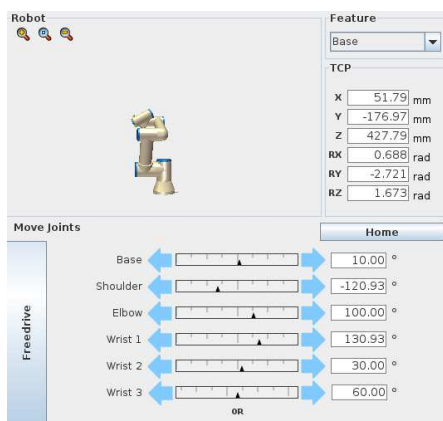 Robot
Feature
Base
TCP
X 51.79 mm
Y -176.97 mm
Z 427.79 mm
RX 0.688 rad
RY -2.721 rad
RZ 1.673 rad
Move Joints
Home
Freedrive
Base 10.00 °
Shoulder -120.93 °
Elbow 100.00 °
Wrist 1 130.93 °
Wrist 2 30.00 °
Wrist 3 60.00 °